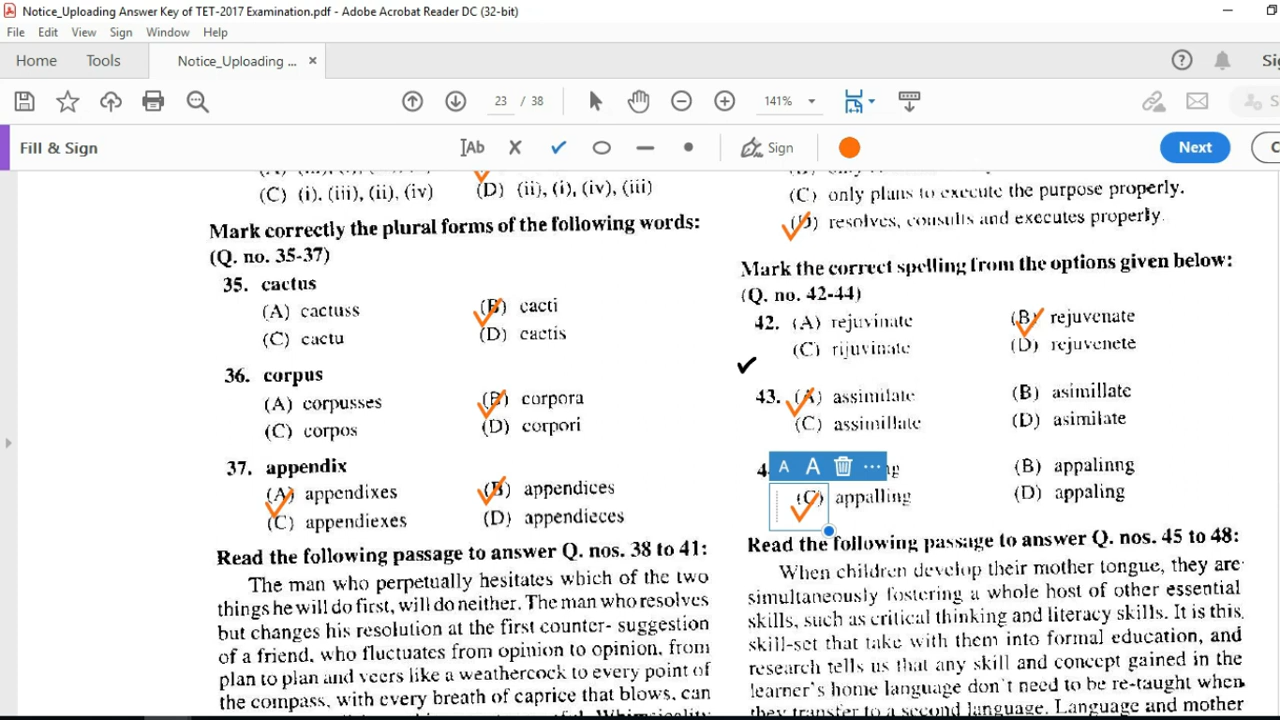 Notice_Uploading Answer Key of TET-2017 Examination.pdf - Adobe Acrobat Reader DC (32-bit)
File Edit View Sign Window Help
Home Tools Notice_Uploading ... ×
23 / 38 141%
Fill & Sign Ab Sign Next
(C) (i), (iii), (ii), (iv) (D) (ii), (i), (iv), (iii)
Mark correctly the plural forms of the following words:
(Q. no. 35-37)
35. cactus
(A) cactuss (B) cacti
(C) cactu (D) cactis
36. corpus
(A) corpusses (B) corpora
(C) corpos (D) corpori
37. appendix
(A) appendixes (B) appendices
(C) appendiexes (D) appendieces
Read the following passage to answer Q. nos. 38 to 41:
The man who perpetually hesitates which of the two
things he will do first, will do neither. The man who resolves
but changes his resolution at the first counter- suggestion
of a friend, who fluctuates from opinion to opinion, from
plan to plan and veers like a weathercock to every point of
the compass, with every breath of caprice that blows, can
(C) only plans to execute the purpose properly.
(D) resolves, consults and executes properly.
Mark the correct spelling from the options given below:
(Q. no. 42-44)
42. (A) rejuvinate (B) rejuvenate
(C) rijuvinate (D) rejuvenete
43. (A) assimilate (B) asimillate
(C) assimillate (D) asimilate
A A ng (B) appalinng
(C) appalling (D) appaling
Read the following passage to answer Q. nos. 45 to 48:
When children develop their mother tongue, they are
simultaneously fostering a whole host of other essential
skills, such as critical thinking and literacy skills. It is this
skill-set that take with them into formal education, and
research tells us that any skill and concept gained in the
learner's home language don't need to be re-taught when
they transfer to a second language. Language and mother